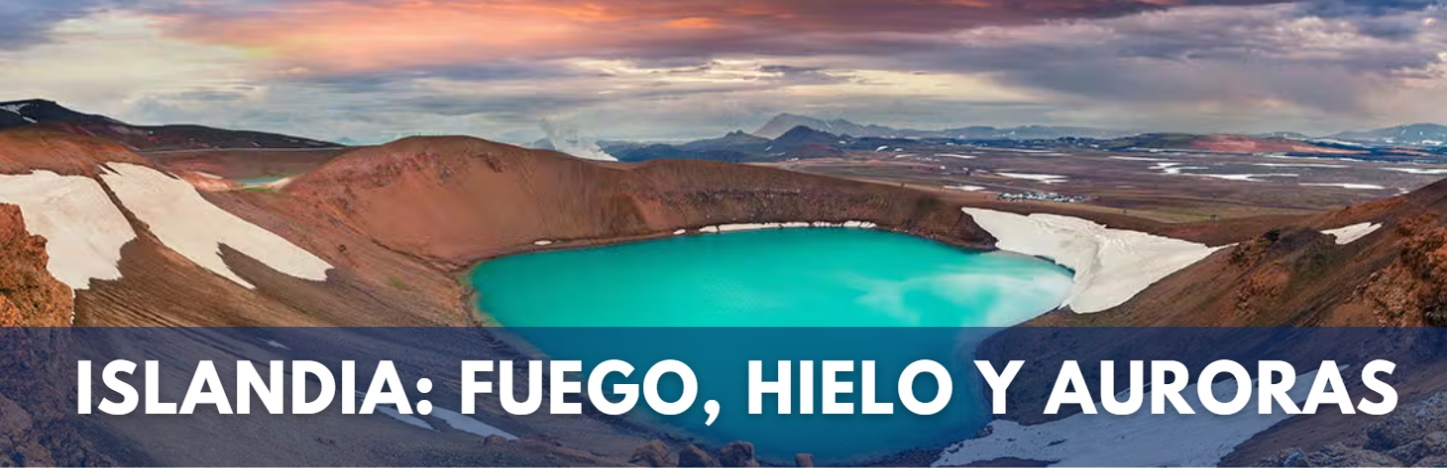 ISLANDIA: FUEGO, HIELO Y AURORAS